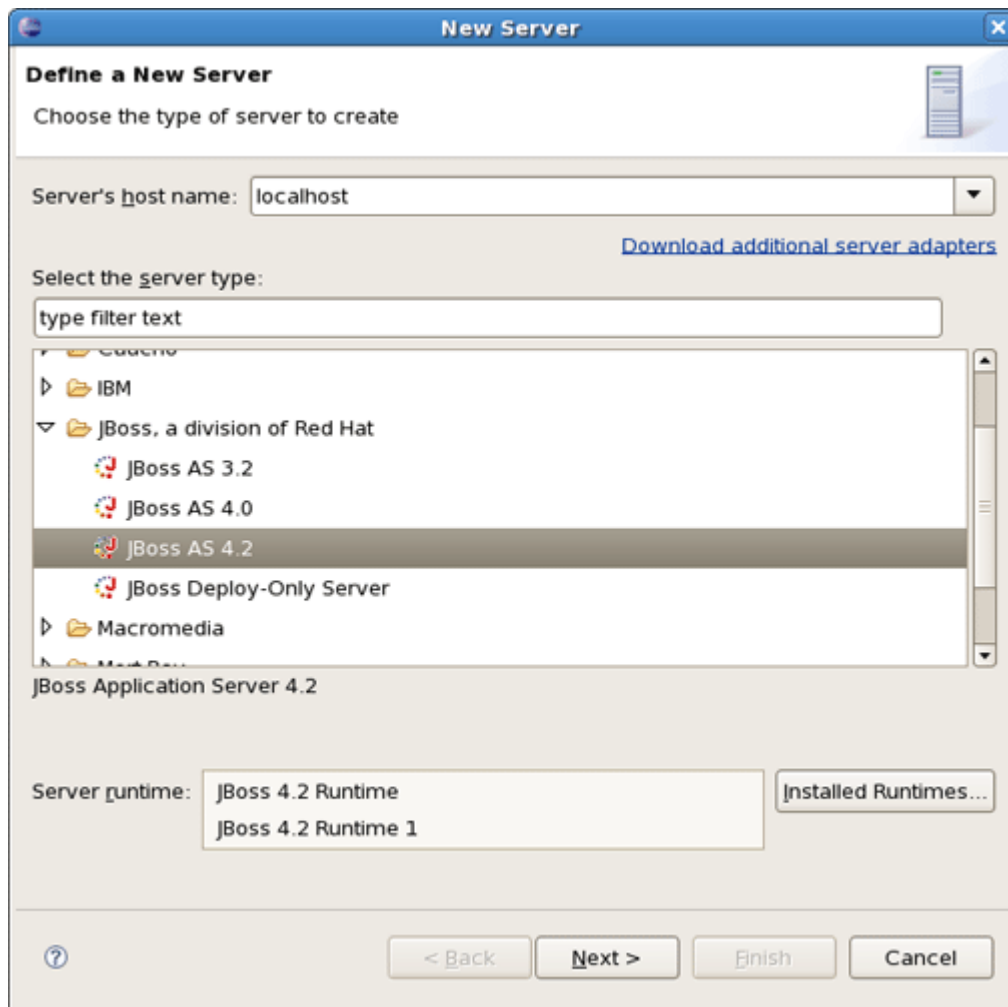 New Server
Define a New Server
Choose the type of server to create
Server's host name: localhost
Download additional server adapters
Select the server type:
type filter text
Caucho
IBM
JBoss, a division of Red Hat
JBoss AS 3.2
JBoss AS 4.0
JBoss AS 4.2
JBoss Deploy-Only Server
Macromedia
JBoss Application Server 4.2
Server runtime: JBoss 4.2 Runtime Installed Runtimes...
JBoss 4.2 Runtime 1
< Back Next > Finish Cancel